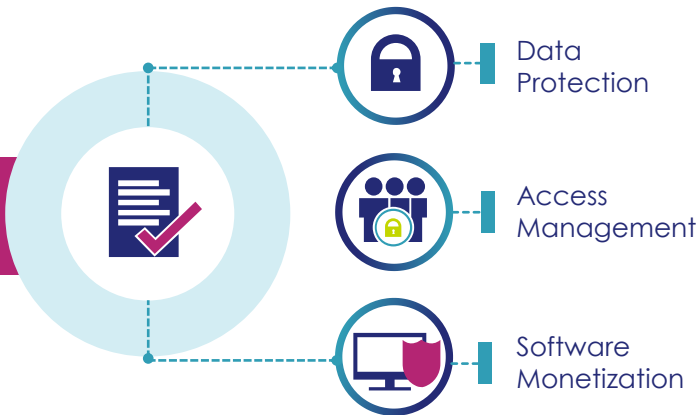 Data
Protection
Access
Management
Software
Monetization